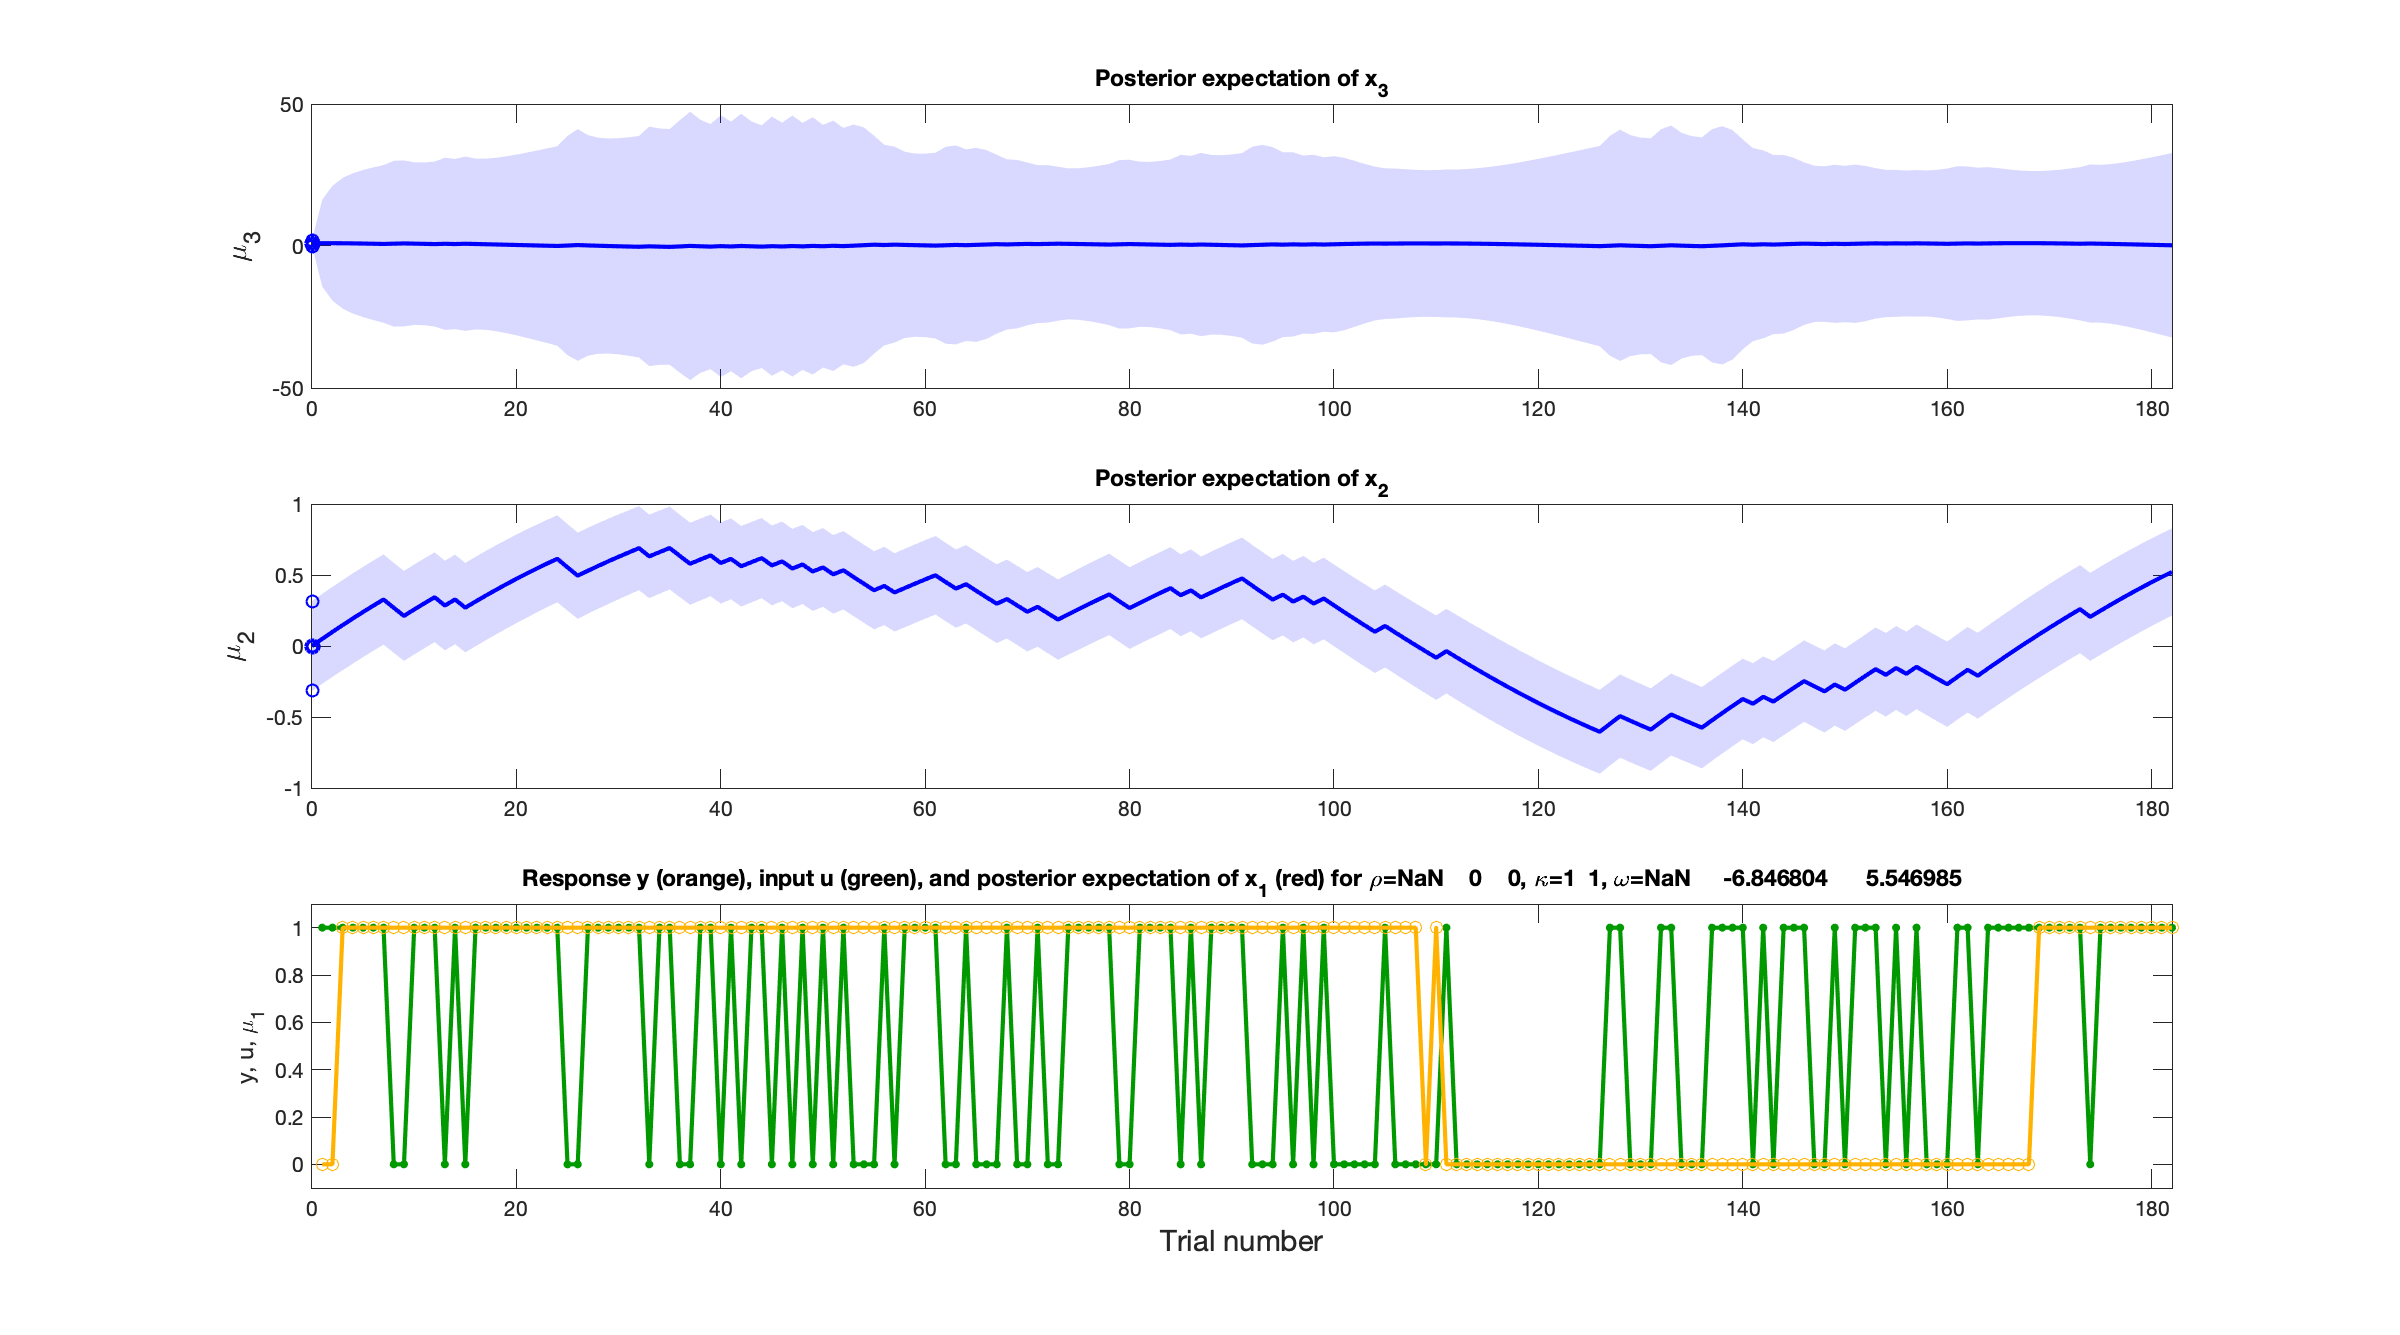 Posterior expectation of x3
50
0
-50
μ3
0 20 40 60 80 100 120 140 160 180
Posterior expectation of x2
1
0.5
0
-0.5
-1
μ2
0 20 40 60 80 100 120 140 160 180
Response y (orange), input u (green), and posterior expectation of x1 (red) for ρ=NaN 0 0, κ=1 1, ω=NaN -6.846804 5.546985
1
0.8
0.6
0.4
0.2
0
y, u, μ1
0 20 40 60 80 100 120 140 160 180
Trial number